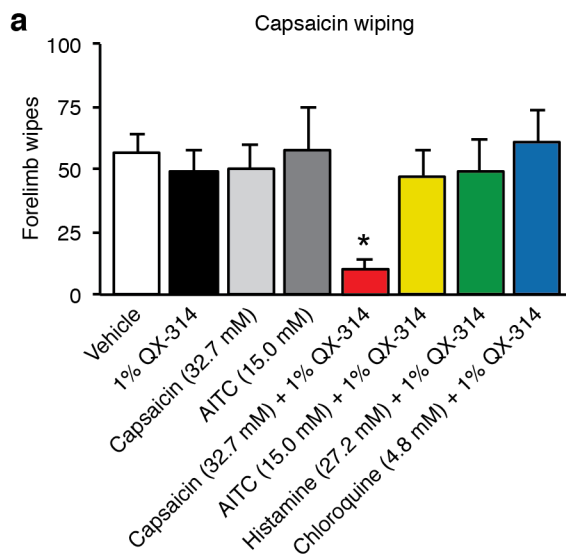 a
Capsaicin wiping
Forelimb wipes
100
75
50
25
0
*
Vehicle
1% QX-314
Capsaicin (32.7 mM)
AITC (15.0 mM)
Capsaicin (32.7 mM) + 1% QX-314
AITC (15.0 mM) + 1% QX-314
Histamine (27.2 mM) + 1% QX-314
Chloroquine (4.8 mM) + 1% QX-314